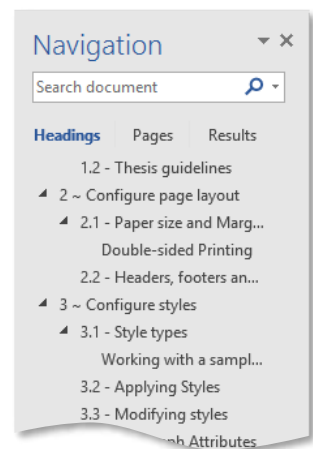 Navigation
Search document
Headings Pages Results
1.2 - Thesis guidelines
2 ~ Configure page layout
2.1 - Paper size and Marg...
Double-sided Printing
2.2 - Headers, footers an...
3 ~ Configure styles
3.1 - Style types
Working with a sampl...
3.2 - Applying Styles
3.3 - Modifying styles
Attributes